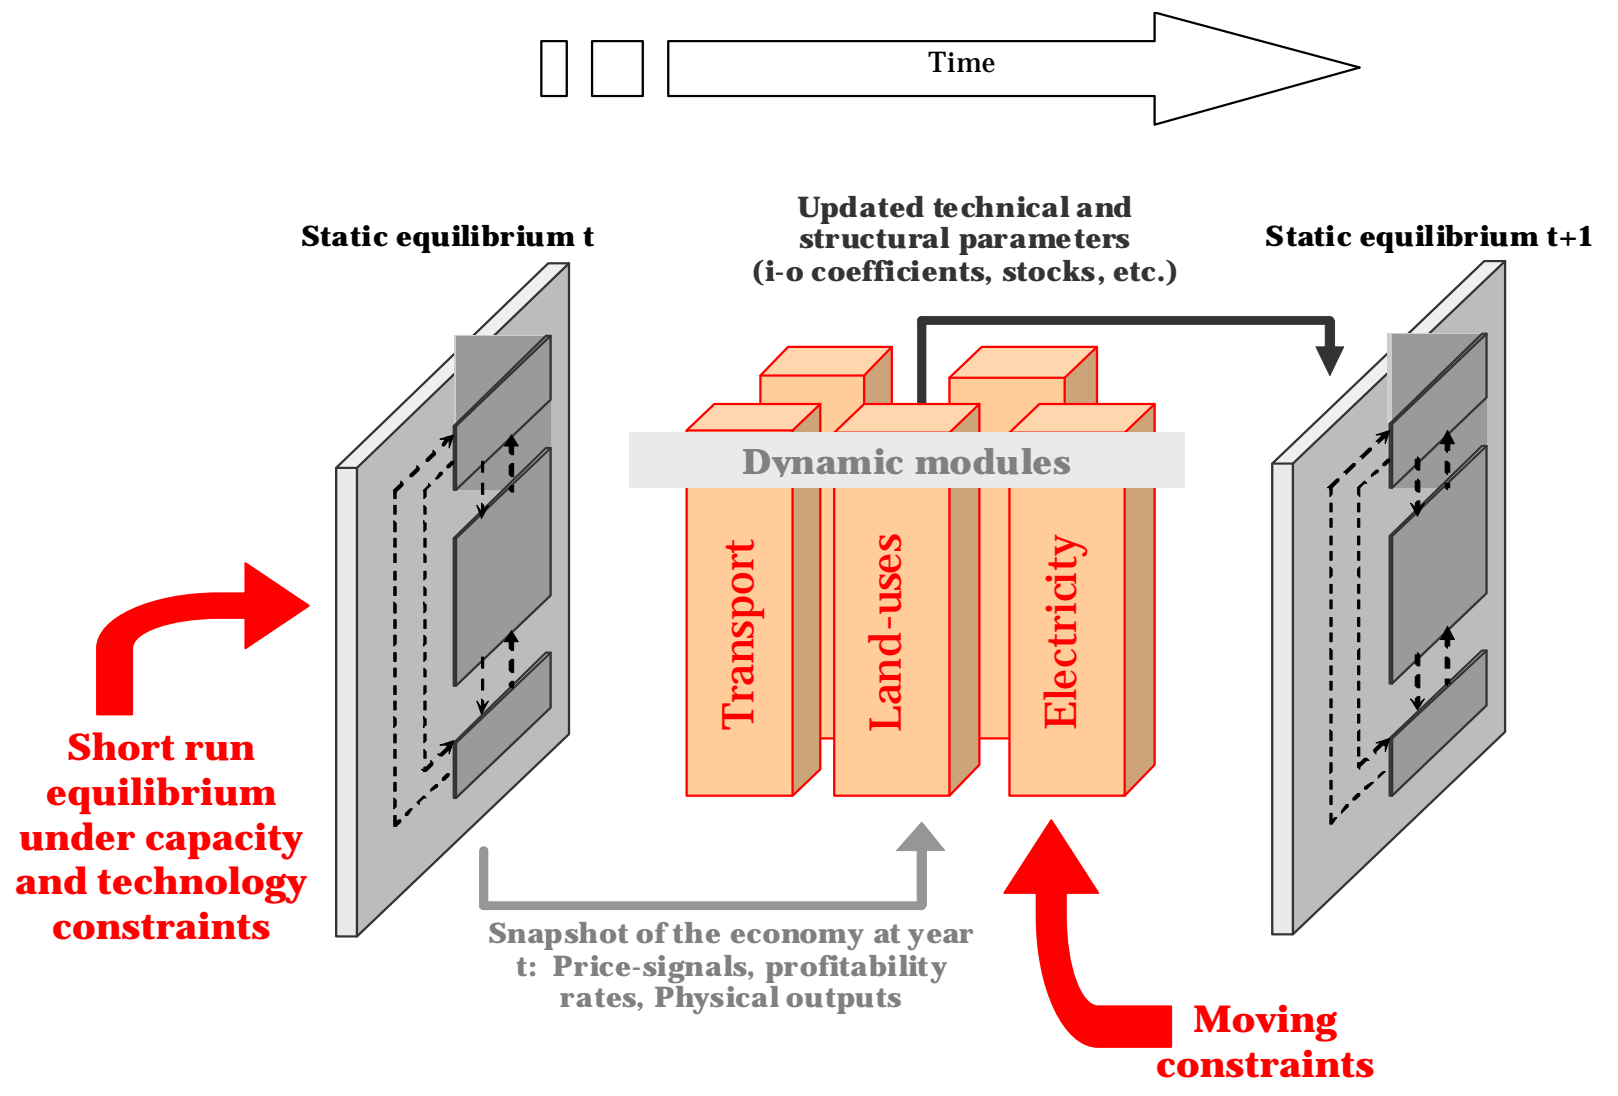 Time
Static equilibrium t
Updated technical and
structural parameters
(i-o coefficients, stocks, etc.)
Static equilibrium t+1
Dynamic modules
Transport
Land-uses
Electricity
Short run
equilibrium
under capacity
and technology
constraints
Snapshot of the economy at year
t: Price-signals, profitability
rates, Physical outputs
Moving
constraints